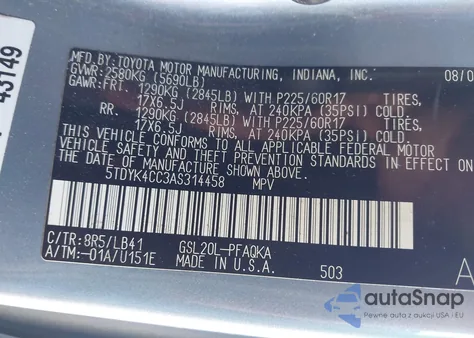 43149
MFD. BY: TOYOTA MOTOR MANUFACTURING, INDIANA, INC. 08/0
GVWR: 2580KG (5690LB)
GAWR: FRT. 1290KG (2845LB) WITH P225/60R17 TIRES,
17X6.5J RIMS, AT 240KPA (35PSI) COLD
RR. 1290KG (2845LB) WITH P225/60R17 TIRES,
17X6.5J RIMS, AT 240KPA (35PSI) COLD
THIS VEHICLE CONFORMS TO ALL APPLICABLE FEDERAL MOTOR
VEHICLE SAFETY AND THEFT PREVENTION STANDARDS IN EFFECT ON
THE DATE OF MANUFACTURE SHOWN ABOVE.
5TDYK4CC3AS314458 MPV
C/TR: 8R5/LB41 GSL20L-PFAQKA
A/TM: -01A/U151E MADE IN U.S.A. 503
A
autoSnap
Pewne auta z aukcji USA i EU